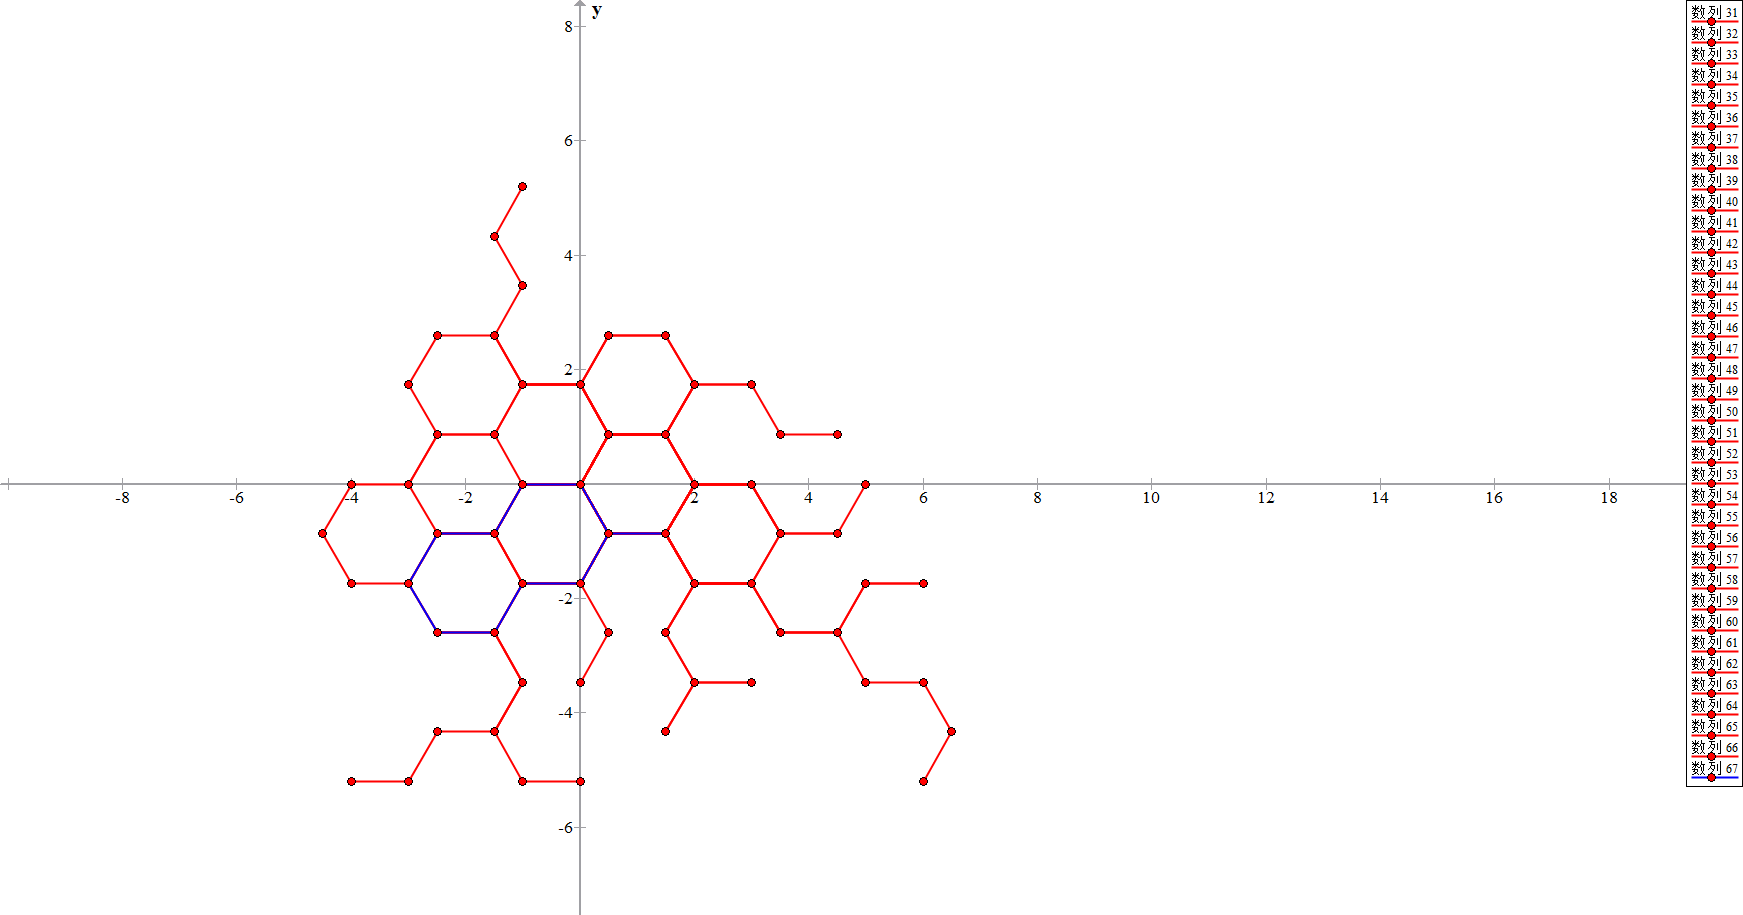 y
8
6
4
2
-8 -6 -4 -2 2 4 6 8 10 12 14 16 18
-2
-4
-6
数列 31
数列 32
数列 33
数列 34
数列 35
数列 36
数列 37
数列 38
数列 39
数列 40
数列 41
数列 42
数列 43
数列 44
数列 45
数列 46
数列 47
数列 48
数列 49
数列 50
数列 51
数列 52
数列 53
数列 54
数列 55
数列 56
数列 57
数列 58
数列 59
数列 60
数列 61
数列 62
数列 63
数列 64
数列 65
数列 66
数列 67